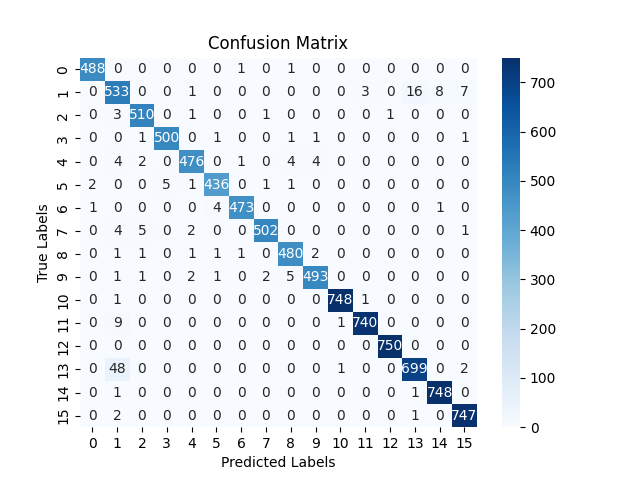 Confusion Matrix
0 488 0 0 0 0 0 1 0 1 0 0 0 0 0 0 0
1 0 533 0 0 1 0 0 0 0 0 0 3 0 16 8 7
2 0 3 510 0 1 0 0 1 0 0 0 0 1 0 0 0
3 0 0 1 500 0 1 0 0 1 1 0 0 0 0 0 1
4 0 4 2 0 476 0 1 0 4 4 0 0 0 0 0 0
5 2 0 0 5 1 436 0 1 1 0 0 0 0 0 0 0
6 1 0 0 0 0 4 473 0 0 0 0 0 0 0 1 0
7 0 4 5 0 2 0 0 502 0 0 0 0 0 0 0 1
8 0 1 1 0 1 1 1 0 480 2 0 0 0 0 0 0
9 0 1 1 0 2 1 0 2 5 493 0 0 0 0 0 0
10 0 1 0 0 0 0 0 0 0 0 748 1 0 0 0 0
11 0 9 0 0 0 0 0 0 0 0 1 740 0 0 0 0
12 0 0 0 0 0 0 0 0 0 0 0 0 750 0 0 0
13 0 48 0 0 0 0 0 0 0 0 1 0 0 699 0 2
14 0 1 0 0 0 0 0 0 0 0 0 0 0 1 748 0
15 0 2 0 0 0 0 0 0 0 0 0 0 0 1 0 747
0 1 2 3 4 5 6 7 8 9 10 11 12 13 14 15
Predicted Labels
True Labels
700
600
500
400
300
200
100
0